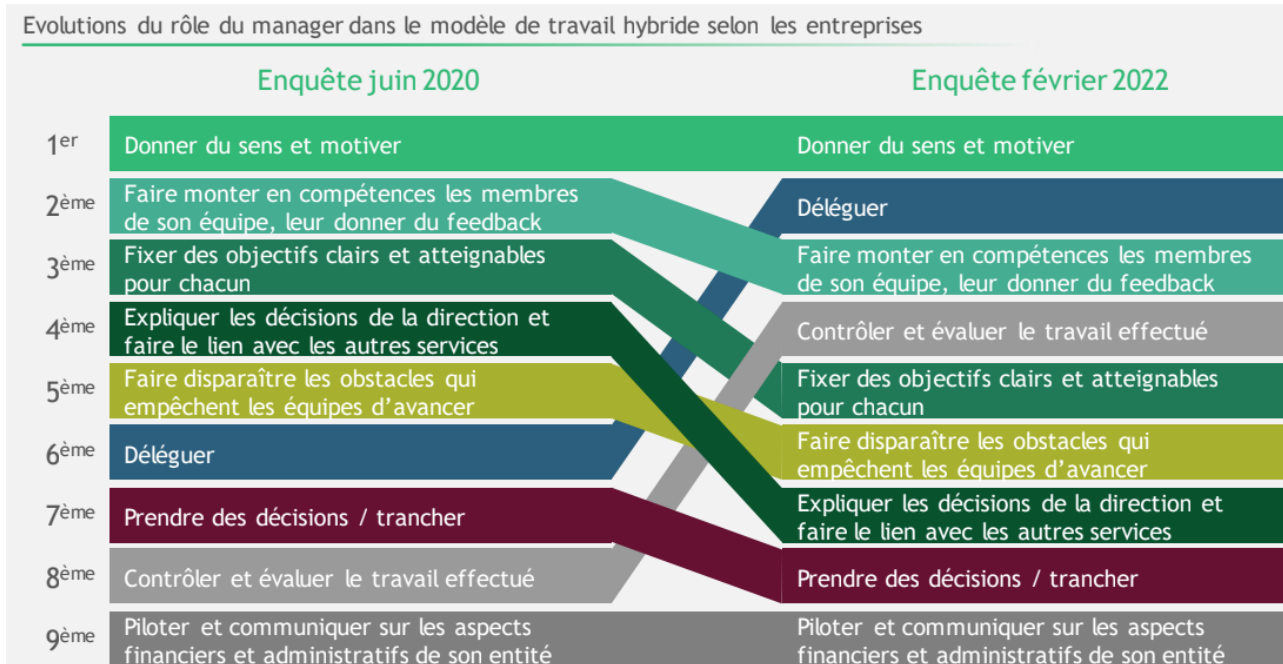 Evolutions du rôle du manager dans le modèle de travail hybride selon les entreprises
Enquête juin 2020
Enquête février 2022
1er
Donner du sens et motiver
Donner du sens et motiver
2ème
Faire monter en compétences les membres
de son équipe, leur donner du feedback
Déléguer
3ème
Fixer des objectifs clairs et atteignables
pour chacun
Faire monter en compétences les membres
de son équipe, leur donner du feedback
4ème
Expliquer les décisions de la direction et
faire le lien avec les autres services
Contrôler et évaluer le travail effectué
5ème
Faire disparaître les obstacles qui
empêchent les équipes d’avancer
Fixer des objectifs clairs et atteignables
pour chacun
6ème
Déléguer
Faire disparaître les obstacles qui
empêchent les équipes d’avancer
7ème
Prendre des décisions / trancher
Expliquer les décisions de la direction et
faire le lien avec les autres services
8ème
Contrôler et évaluer le travail effectué
Prendre des décisions / trancher
9ème
Piloter et communiquer sur les aspects
financiers et administratifs de son entité
Piloter et communiquer sur les aspects
financiers et administratifs de son entité